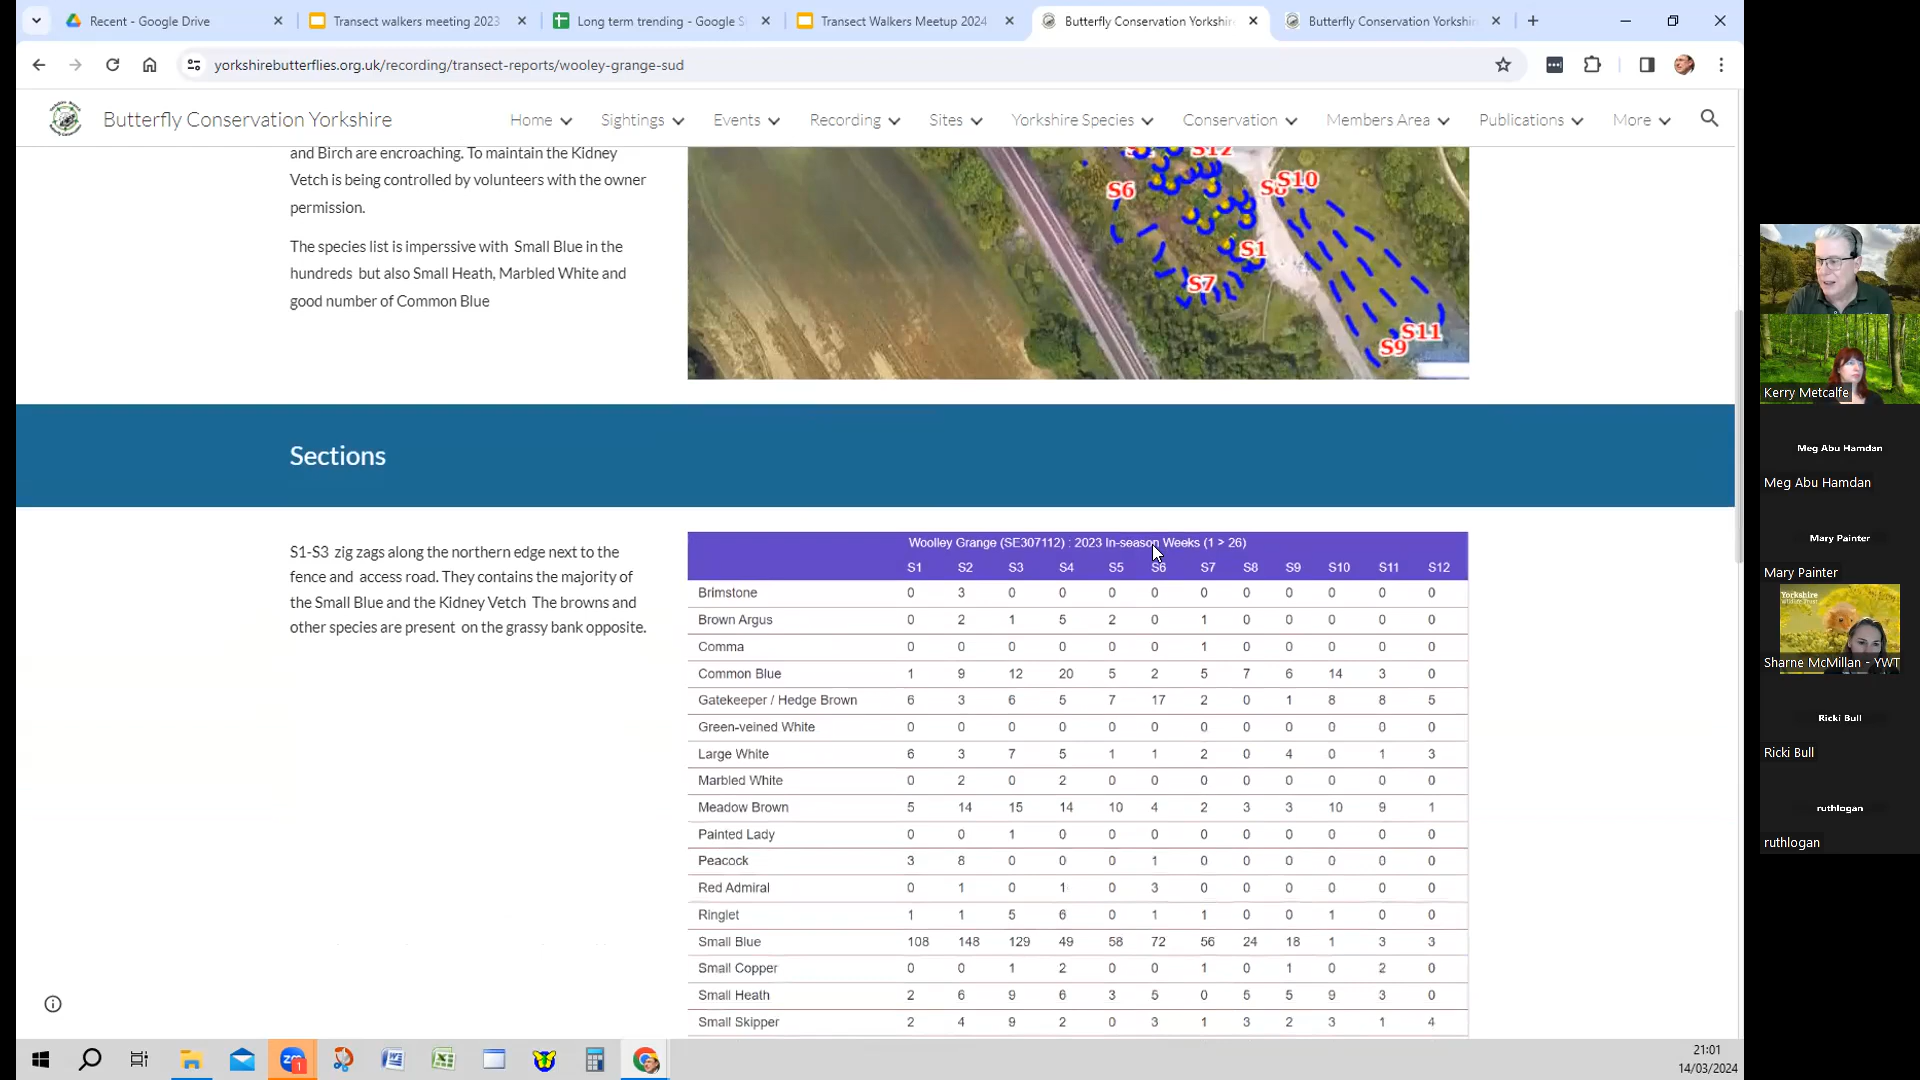 Recent - Google Drive
Transect walkers meeting 2023
Long term trending - Google S
Transect Walkers Meetup 2024
Butterfly Conservation Yorkshir
Butterfly Conservation Yorkshin
yorkshirebutterflies.org.uk/recording/transect-reports/wooley-grange-sud
Butterfly Conservation Yorkshire
Home Sightings Events Recording Sites Yorkshire Species Conservation Members Area Publications More
and Birch are encroaching. To maintain the Kidney
Vetch is being controlled by volunteers with the owner
permission.
The species list is imperssive with Small Blue in the
hundreds but also Small Heath, Marbled White and
good number of Common Blue
S12
S6
S10
S1
S7
S11
S9
Sections
S1-S3 zig zags along the northern edge next to the
fence and access road. They contains the majority of
the Small Blue and the Kidney Vetch The browns and
other species are present on the grassy bank opposite.
Woolley Grange (SE307112) : 2023 In-season Weeks (1 > 26)
S1 S2 S3 S4 S5 S6 S7 S8 S9 S10 S11 S12
Brimstone 0 3 0 0 0 0 0 0 0 0 0 0
Brown Argus 0 2 1 5 2 0 1 0 0 0 0 0
Comma 0 0 0 0 0 0 1 0 0 0 0 0
Common Blue 1 9 12 20 5 2 5 7 6 14 3 0
Gatekeeper / Hedge Brown 6 3 6 5 7 17 2 0 1 8 8 5
Green-veined White 0 0 0 0 0 0 0 0 0 0 0 0
Large White 6 3 7 5 1 1 2 0 4 0 1 3
Marbled White 0 2 0 2 0 0 0 0 0 0 0 0
Meadow Brown 5 14 15 14 10 4 2 3 3 10 9 1
Painted Lady 0 0 1 0 0 0 0 0 0 0 0 0
Peacock 3 8 0 0 0 1 0 0 0 0 0 0
Red Admiral 0 1 0 1 0 3 0 0 0 0 0 0
Ringlet 1 1 5 6 0 1 1 0 0 1 0 0
Small Blue 108 148 129 49 58 72 56 24 18 1 3 3
Small Copper 0 0 1 2 0 0 1 0 1 0 2 0
Small Heath 2 6 9 6 3 5 0 5 5 9 3 0
Small Skipper 2 4 9 2 0 3 1 3 2 3 1 4
Kerry Metcalfe
Meg Abu Hamdan
Meg Abu Hamdan
Mary Painter
Mary Painter
Yorkshire
Sharne McMillan - YWT
Ricki Bull
Ricki Bull
ruthlogan
ruthlogan
21:01
14/03/2024